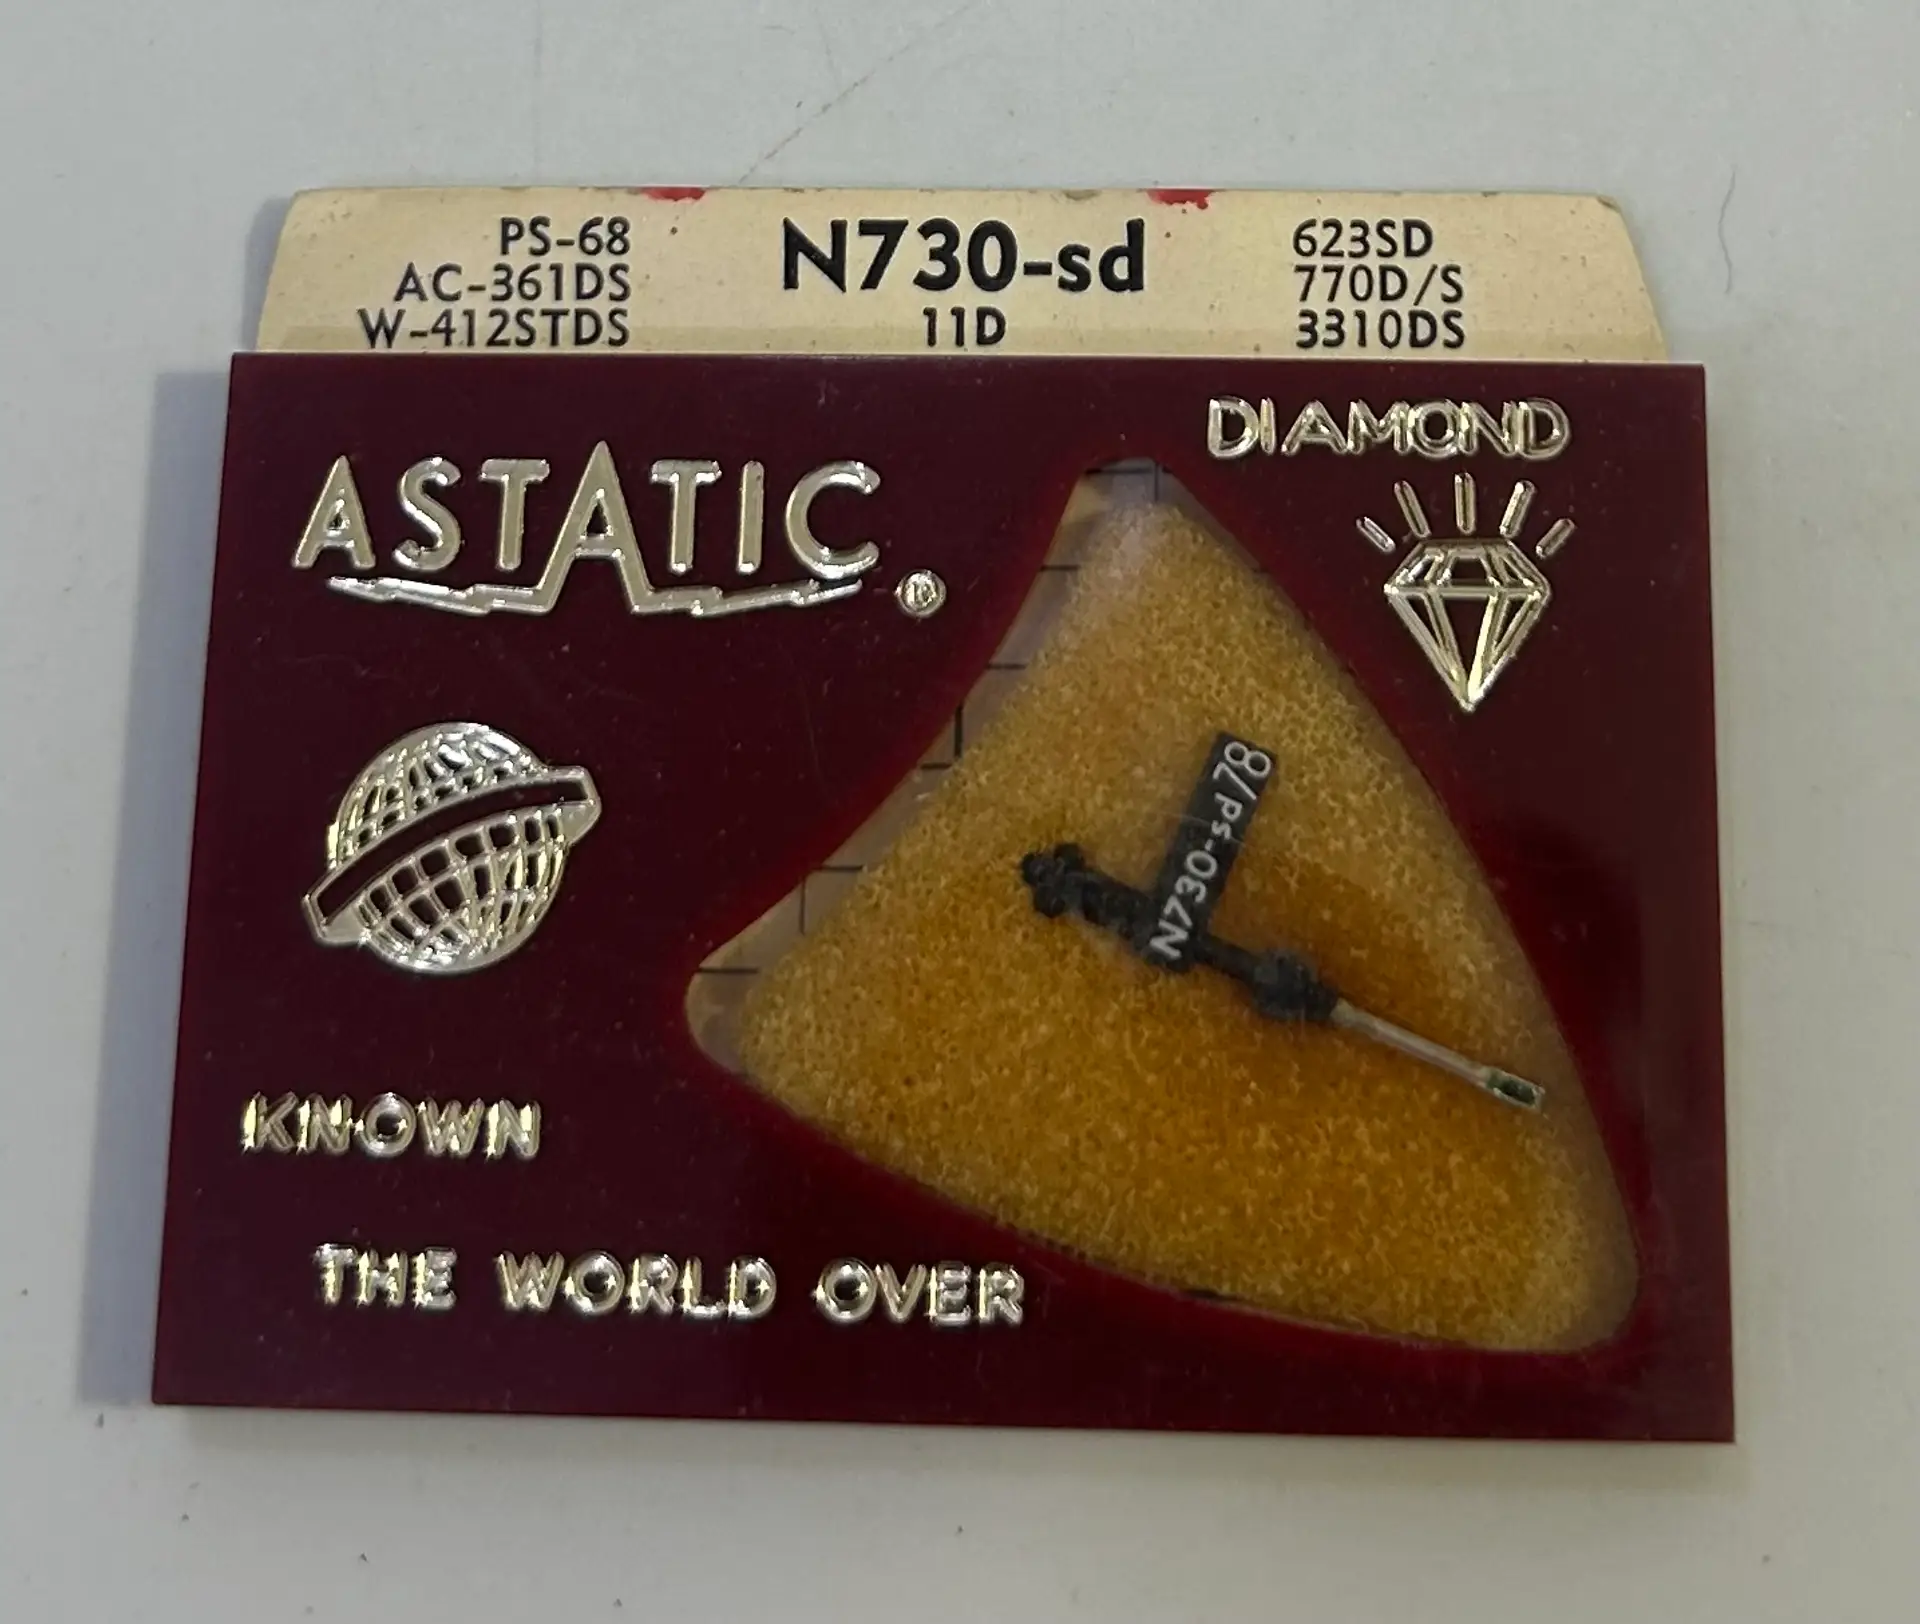 PS-68
AC-361DS
W-412STDS
N730-sd
11D
623SD
770D/S
3310DS
DIAMOND
ASTATIC ®
N730-sd/78
KNOWN
THE WORLD OVER